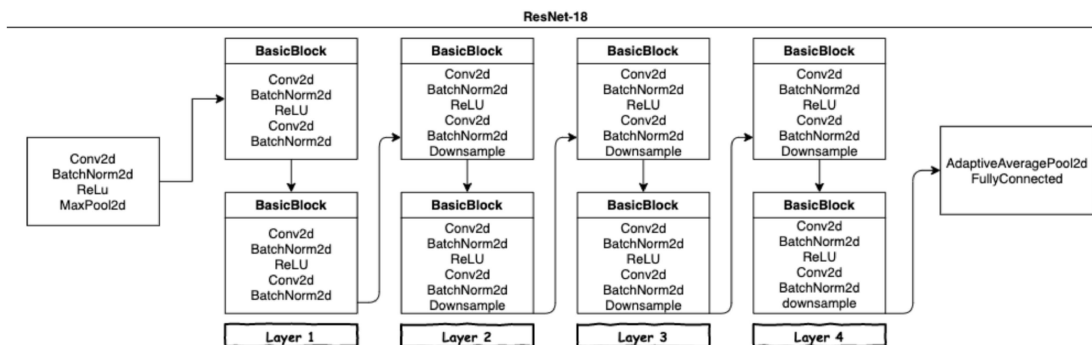 ResNet-18
Conv2d
BatchNorm2d
ReLu
MaxPool2d
BasicBlock
Conv2d
BatchNorm2d
ReLU
Conv2d
BatchNorm2d
BasicBlock
Conv2d
BatchNorm2d
ReLU
Conv2d
BatchNorm2d
Layer 1
BasicBlock
Conv2d
BatchNorm2d
ReLU
Conv2d
BatchNorm2d
Downsample
BasicBlock
Conv2d
BatchNorm2d
ReLU
Conv2d
BatchNorm2d
Downsample
Layer 2
BasicBlock
Conv2d
BatchNorm2d
ReLU
Conv2d
BatchNorm2d
Downsample
BasicBlock
Conv2d
BatchNorm2d
ReLU
Conv2d
BatchNorm2d
Downsample
Layer 3
BasicBlock
Conv2d
BatchNorm2d
ReLU
Conv2d
BatchNorm2d
Downsample
BasicBlock
Conv2d
BatchNorm2d
ReLU
Conv2d
BatchNorm2d
downsample
Layer 4
AdaptiveAveragePool2d
FullyConnected